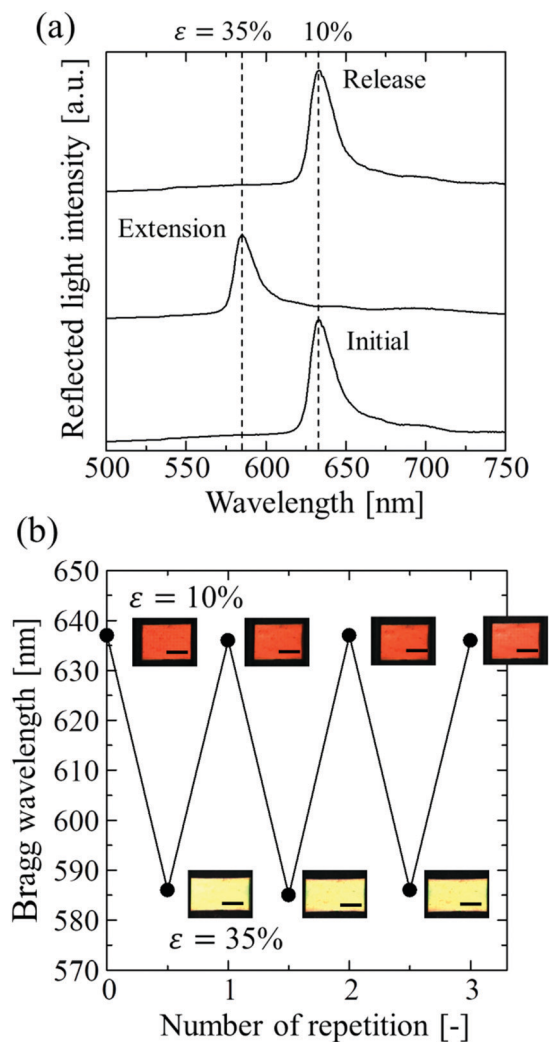 (a)
ε = 35% 10%
Release
Extension
Initial
Reflected light intensity [a.u.]
500 550 600 650 700 750
Wavelength [nm]
(b)
650
640
630
620
610
600
590
580
570
ε = 10%
ε = 35%
Bragg wavelength [nm]
0 1 2 3
Number of repetition [-]